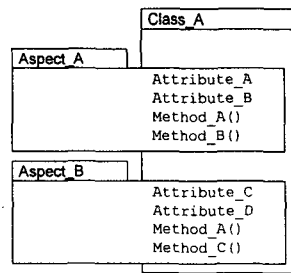 Class_A
Aspect_A
Attribute_A
Attribute_B
Method_A()
Method_B()
Aspect_B
Attribute_C
Attribute_D
Method_A()
Method_C()